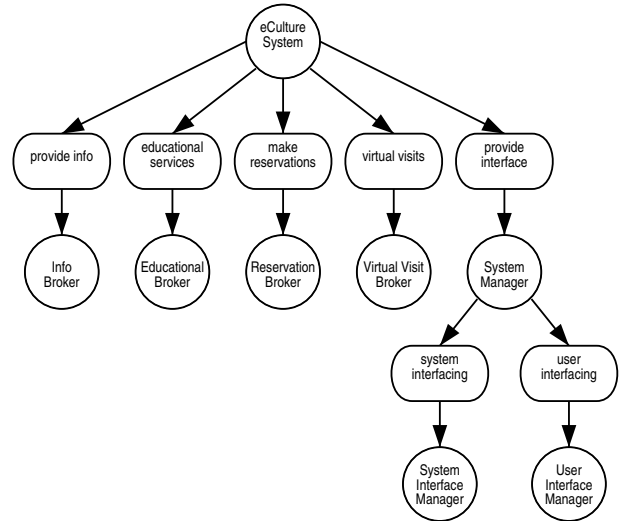 eCulture
System
provide info
educational
services
make
reservations
virtual visits
provide
interface
Info
Broker
Educational
Broker
Reservation
Broker
Virtual Visit
Broker
System
Manager
system
interfacing
user
interfacing
System
Interface
Manager
User
Interface
Manager